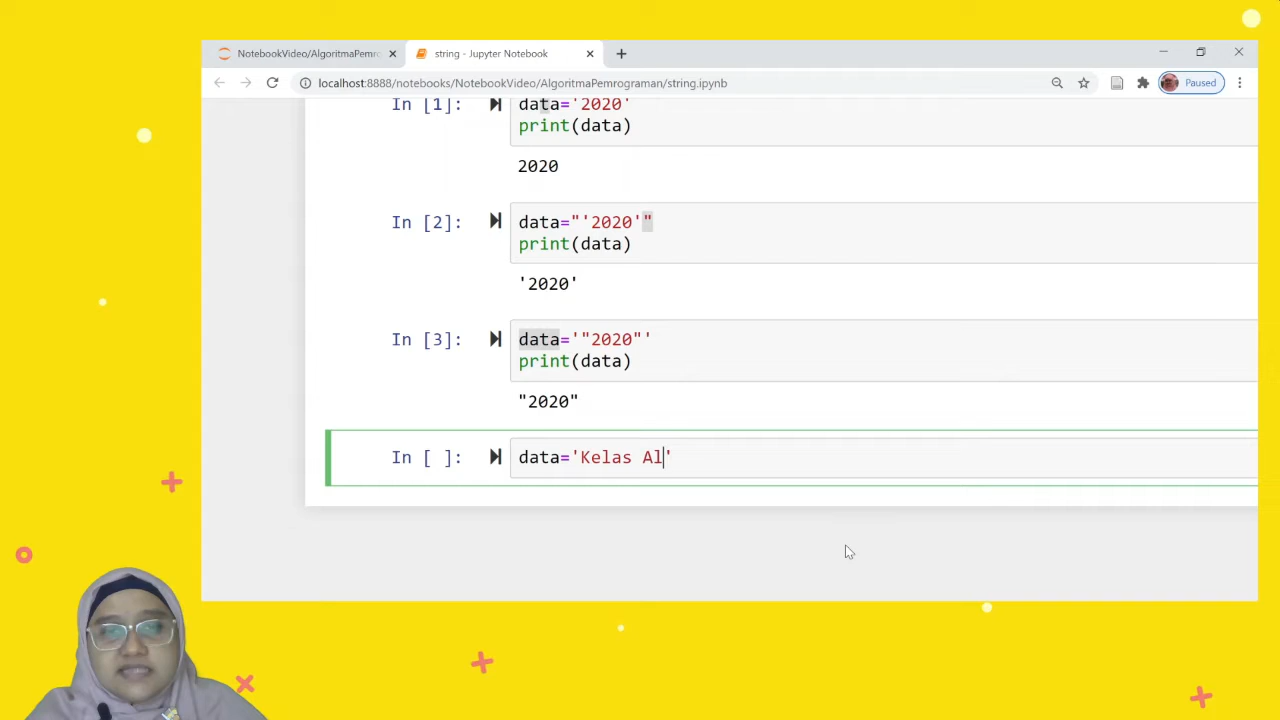 NotebookVideo/AlgoritmaPemro
string - Jupyter Notebook
localhost:8888/notebooks/NotebookVideo/AlgoritmaPemrograman/string.ipynb
Paused
In [1]: data='2020'
print(data)
2020
In [2]: data="'2020'"
print(data)
'2020'
In [3]: data='"2020"'
print(data)
"2020"
In [ ]: data='Kelas Al'